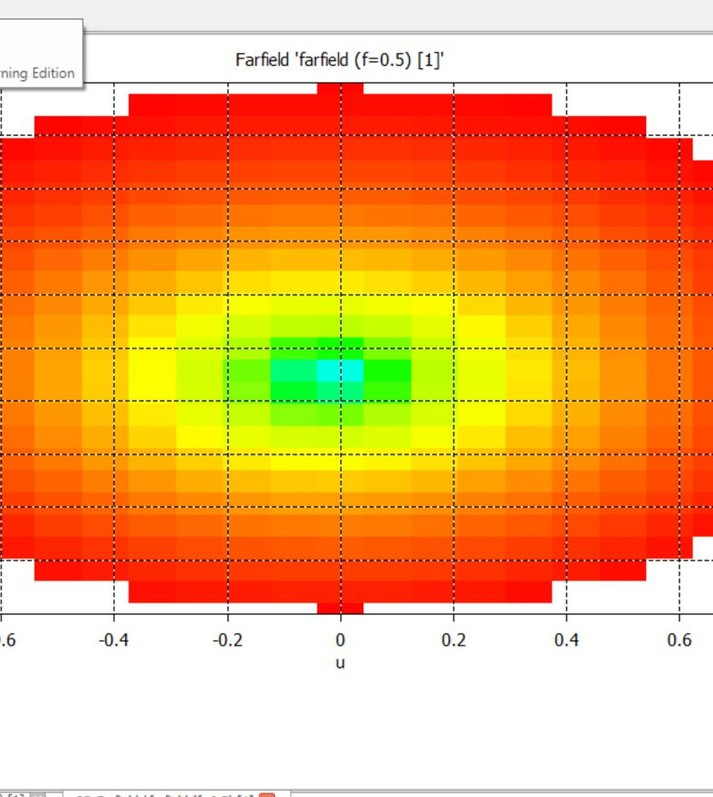 Farfield 'farfield (f=0.5) [1]'
ning Edition
.6 -0.4 -0.2 0 0.2 0.4 0.6
u